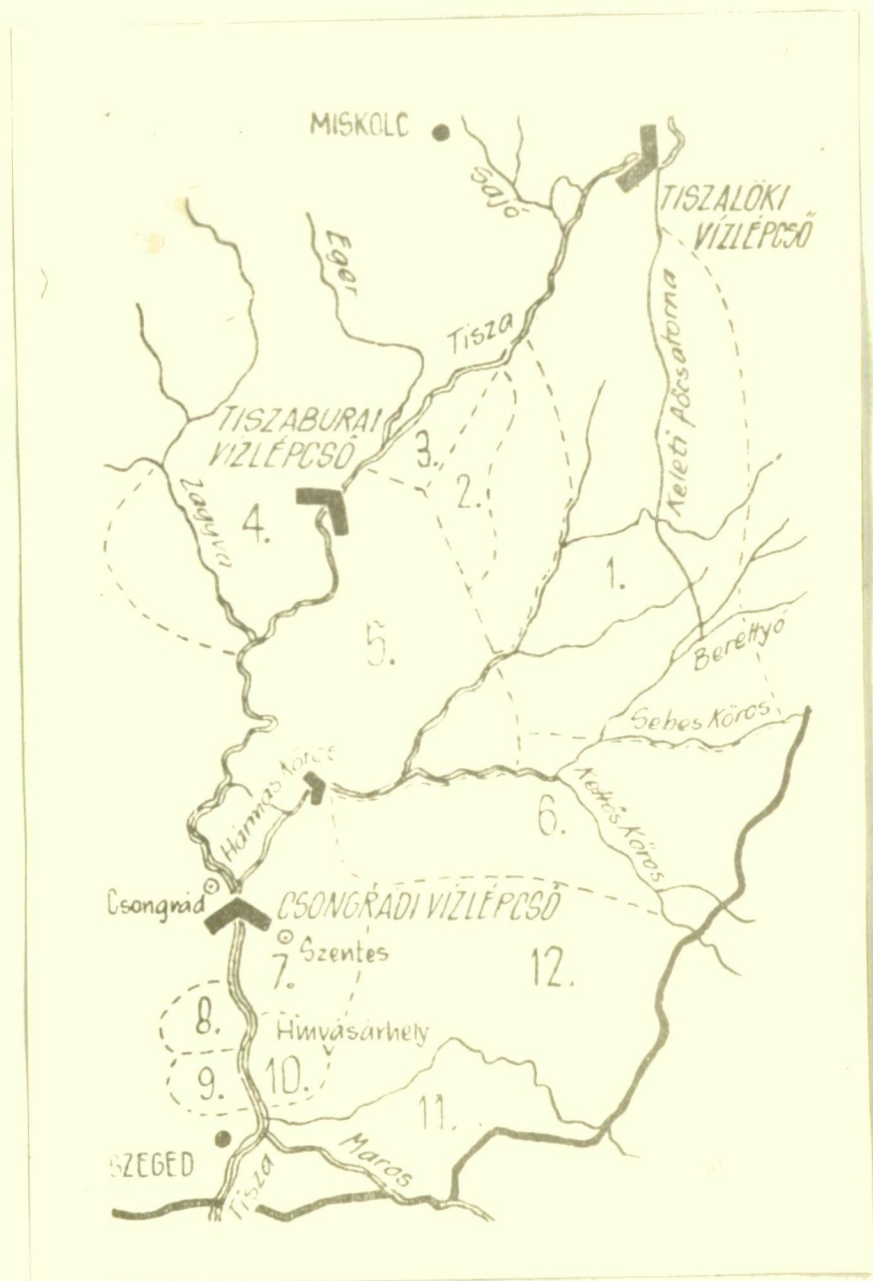 MISKOLC
Sajó
TISZALÖKI
VÍZLÉPCSŐ
Eger
Tisza
Keleti főcsatorna
TISZABURAI
VÍZLÉPCSŐ
3.
2.
Zagyva
4.
1.
5.
Berettyó
Sebes Körös
Hármas Körös
Kettős Körös
6.
Csongrád
CSONGRÁDI VÍZLÉPCSŐ
Szentes
7.
12.
8.
Hmvásárhely
9.
10.
11.
SZEGED
Maros
Tisza